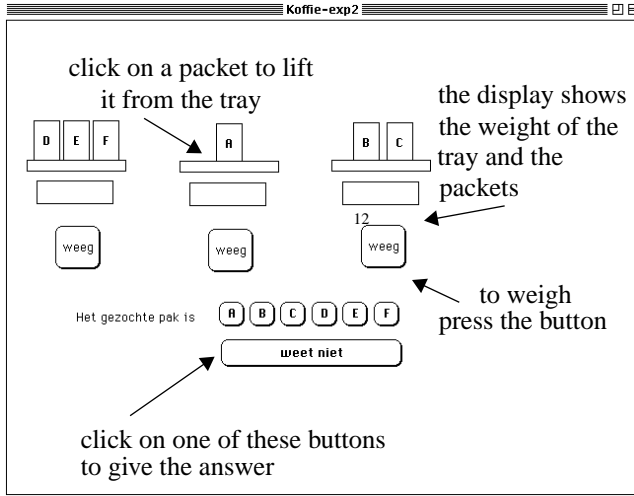 Koffie-exp2
click on a packet to lift
it from the tray
the display shows
the weight of the
tray and the
packets
D E F
A
B C
12
weeg
weeg
weeg
to weigh
press the button
Het gezochte pak is A B C D E F
weet niet
click on one of these buttons
to give the answer